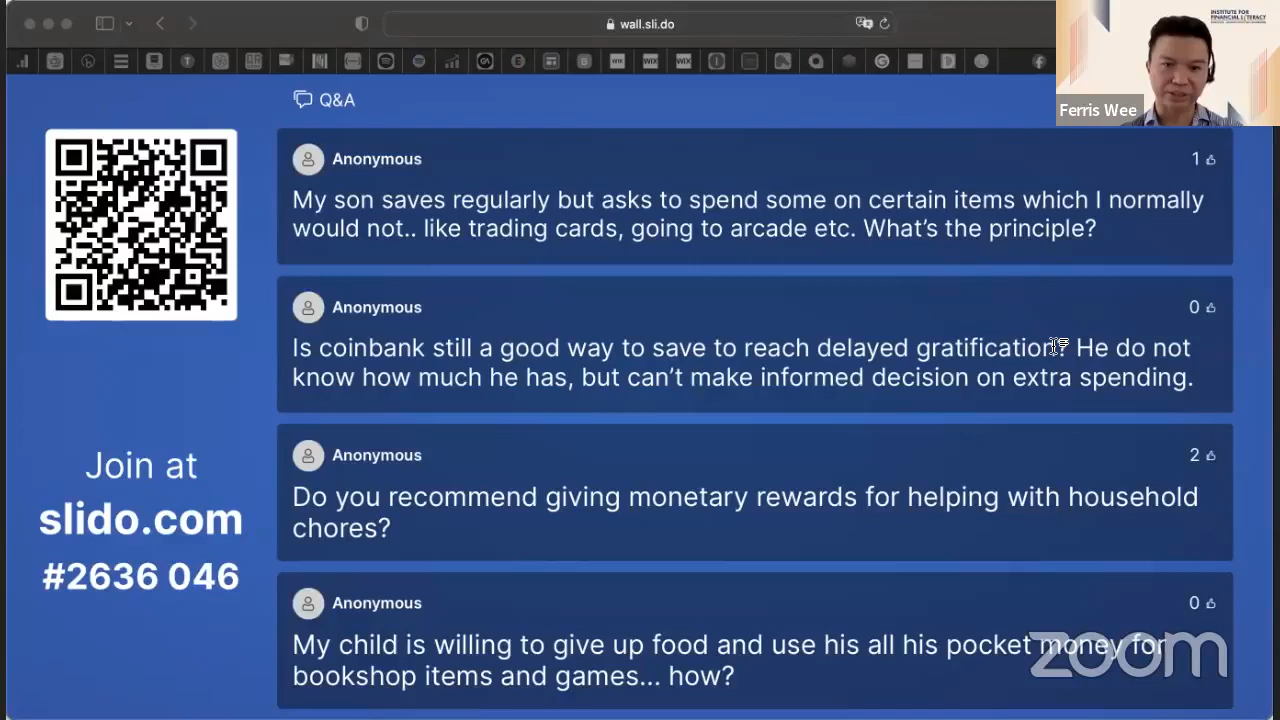 wall.sli.do
INSTITUTE FOR
FINANCIAL LITERACY
Ferris Wee
Q&A
Anonymous
1
My son saves regularly but asks to spend some on certain items which I normally
would not.. like trading cards, going to arcade etc. What’s the principle?
Anonymous
0
Is coinbank still a good way to save to reach delayed gratification? He do not
know how much he has, but can’t make informed decision on extra spending.
Anonymous
2
Do you recommend giving monetary rewards for helping with household
chores?
Anonymous
0
My child is willing to give up food and use his all his pocket money for
bookshop items and games... how?
Join at
slido.com
#2636 046
zoom